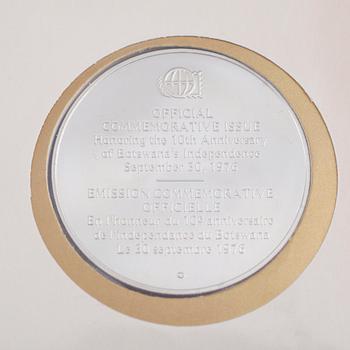 OFFICIAL
COMMEMORATIVE ISSUE
Honoring the 10th Anniversary
of Botswana's Independence
September 30, 1976
EMISSION COMMEMORATIVE
OFFICIELLE
En l'honneur du 10e anniversaire
de l'independance du Botswana
Le 30 septembre 1976